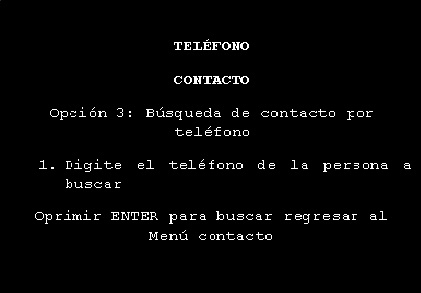 TELÉFONO
CONTACTO
Opción 3: Búsqueda de contacto por
teléfono
1. Digite el teléfono de la persona a
buscar
Oprimir ENTER para buscar regresar al
Menú contacto